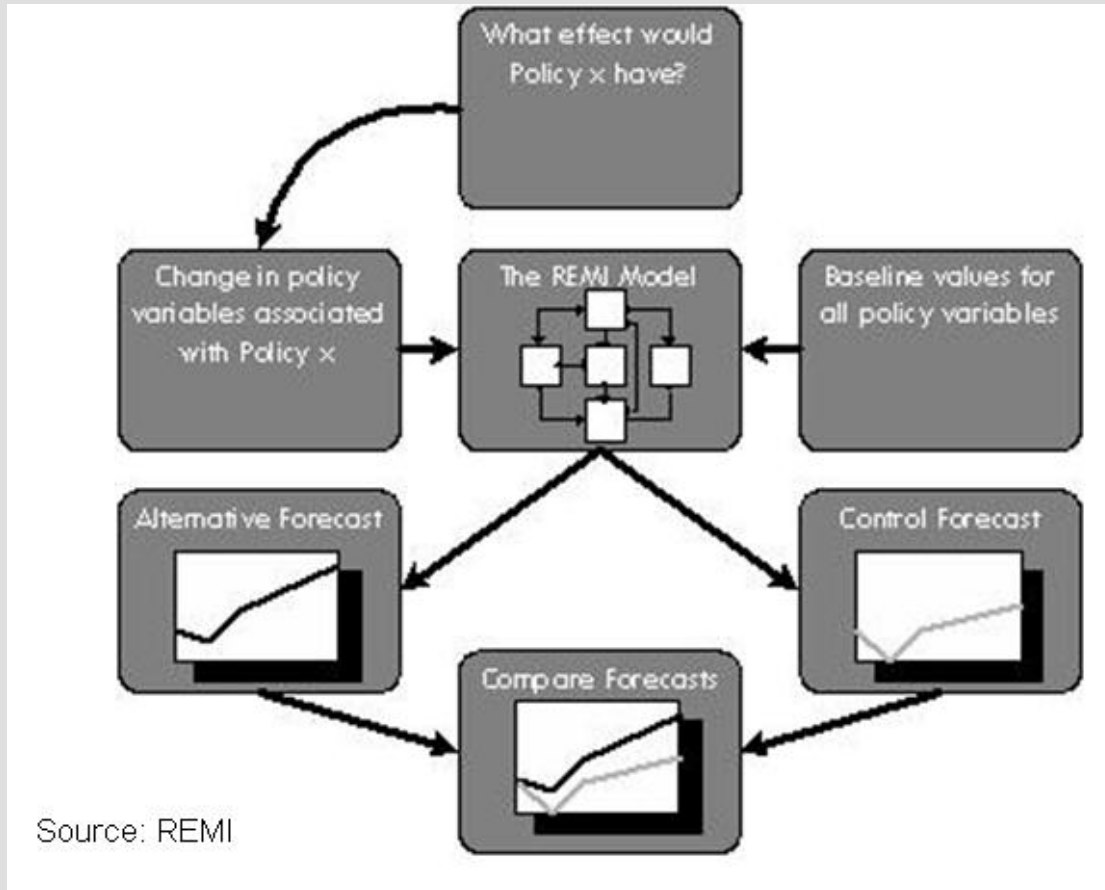 What effect would
Policy x have?
Change in policy
variables associated
with Policy x
The REMI Model
Baseline values for
all policy variables
Alternative Forecast
Control Forecast
Compare Forecasts
Source: REMI